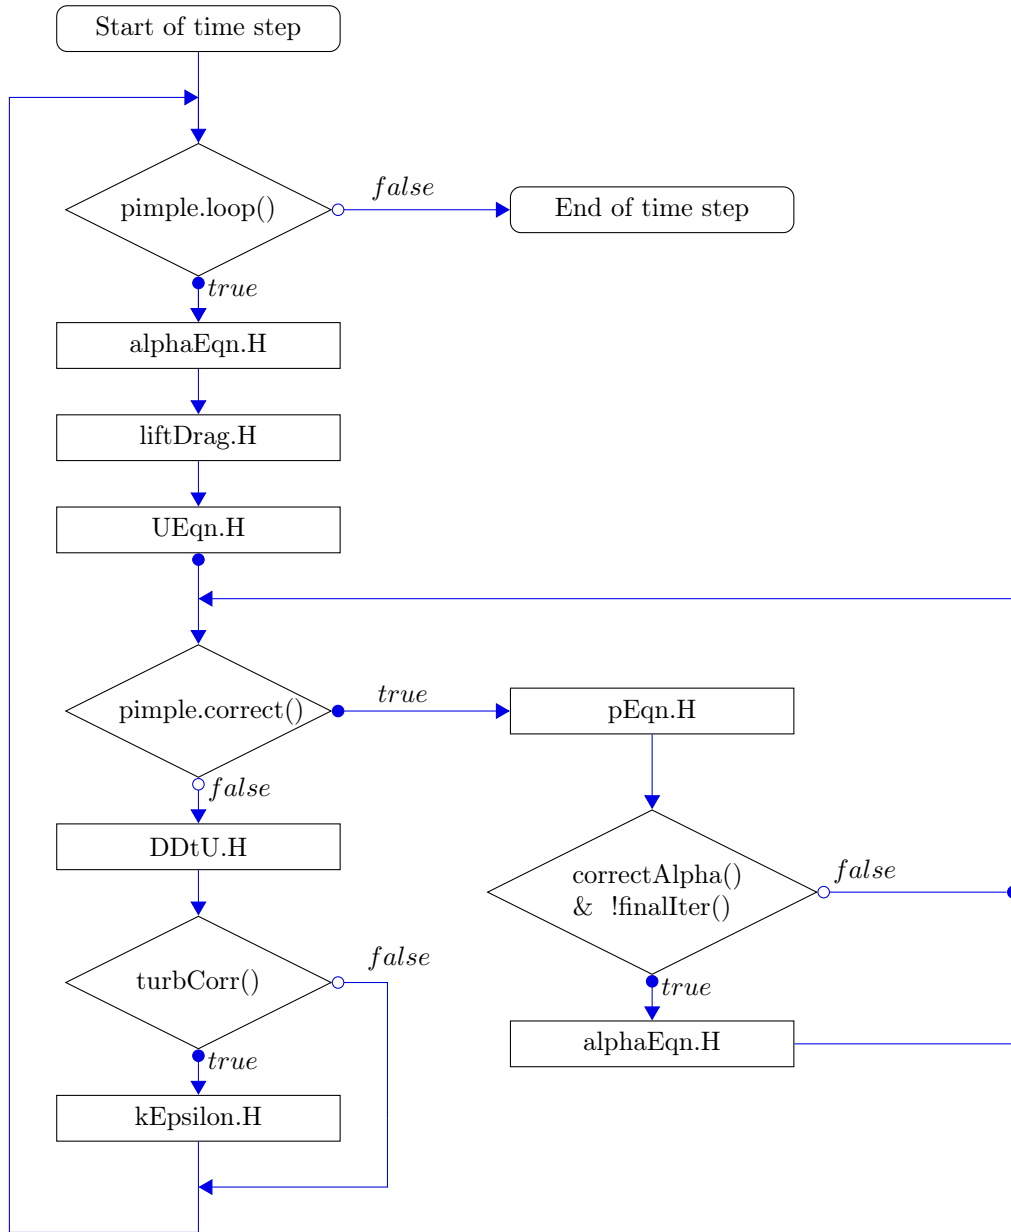 Start of time step
pimple.loop()
false
End of time step
true
alphaEqn.H
liftDrag.H
UEqn.H
pimple.correct()
true
pEqn.H
false
DDtU.H
correctAlpha()
& !finalIter()
false
true
alphaEqn.H
turbCorr()
false
true
kEpsilon.H